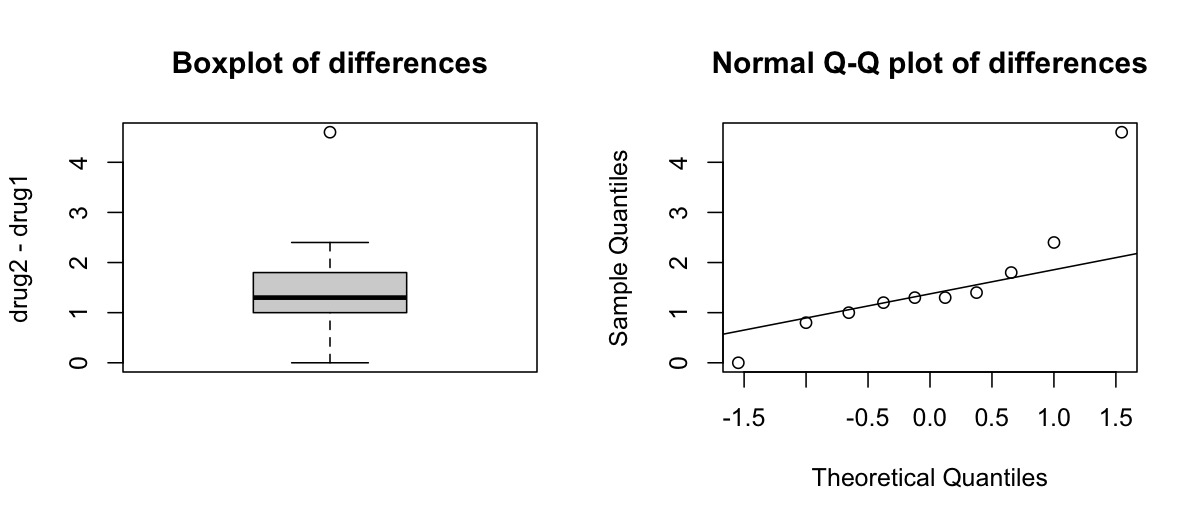 Boxplot of differences
drug2 - drug1
4
3
2
1
0
Normal Q-Q plot of differences
Sample Quantiles
4
3
2
1
0
-1.5 -0.5 0.0 0.5 1.0 1.5
Theoretical Quantiles